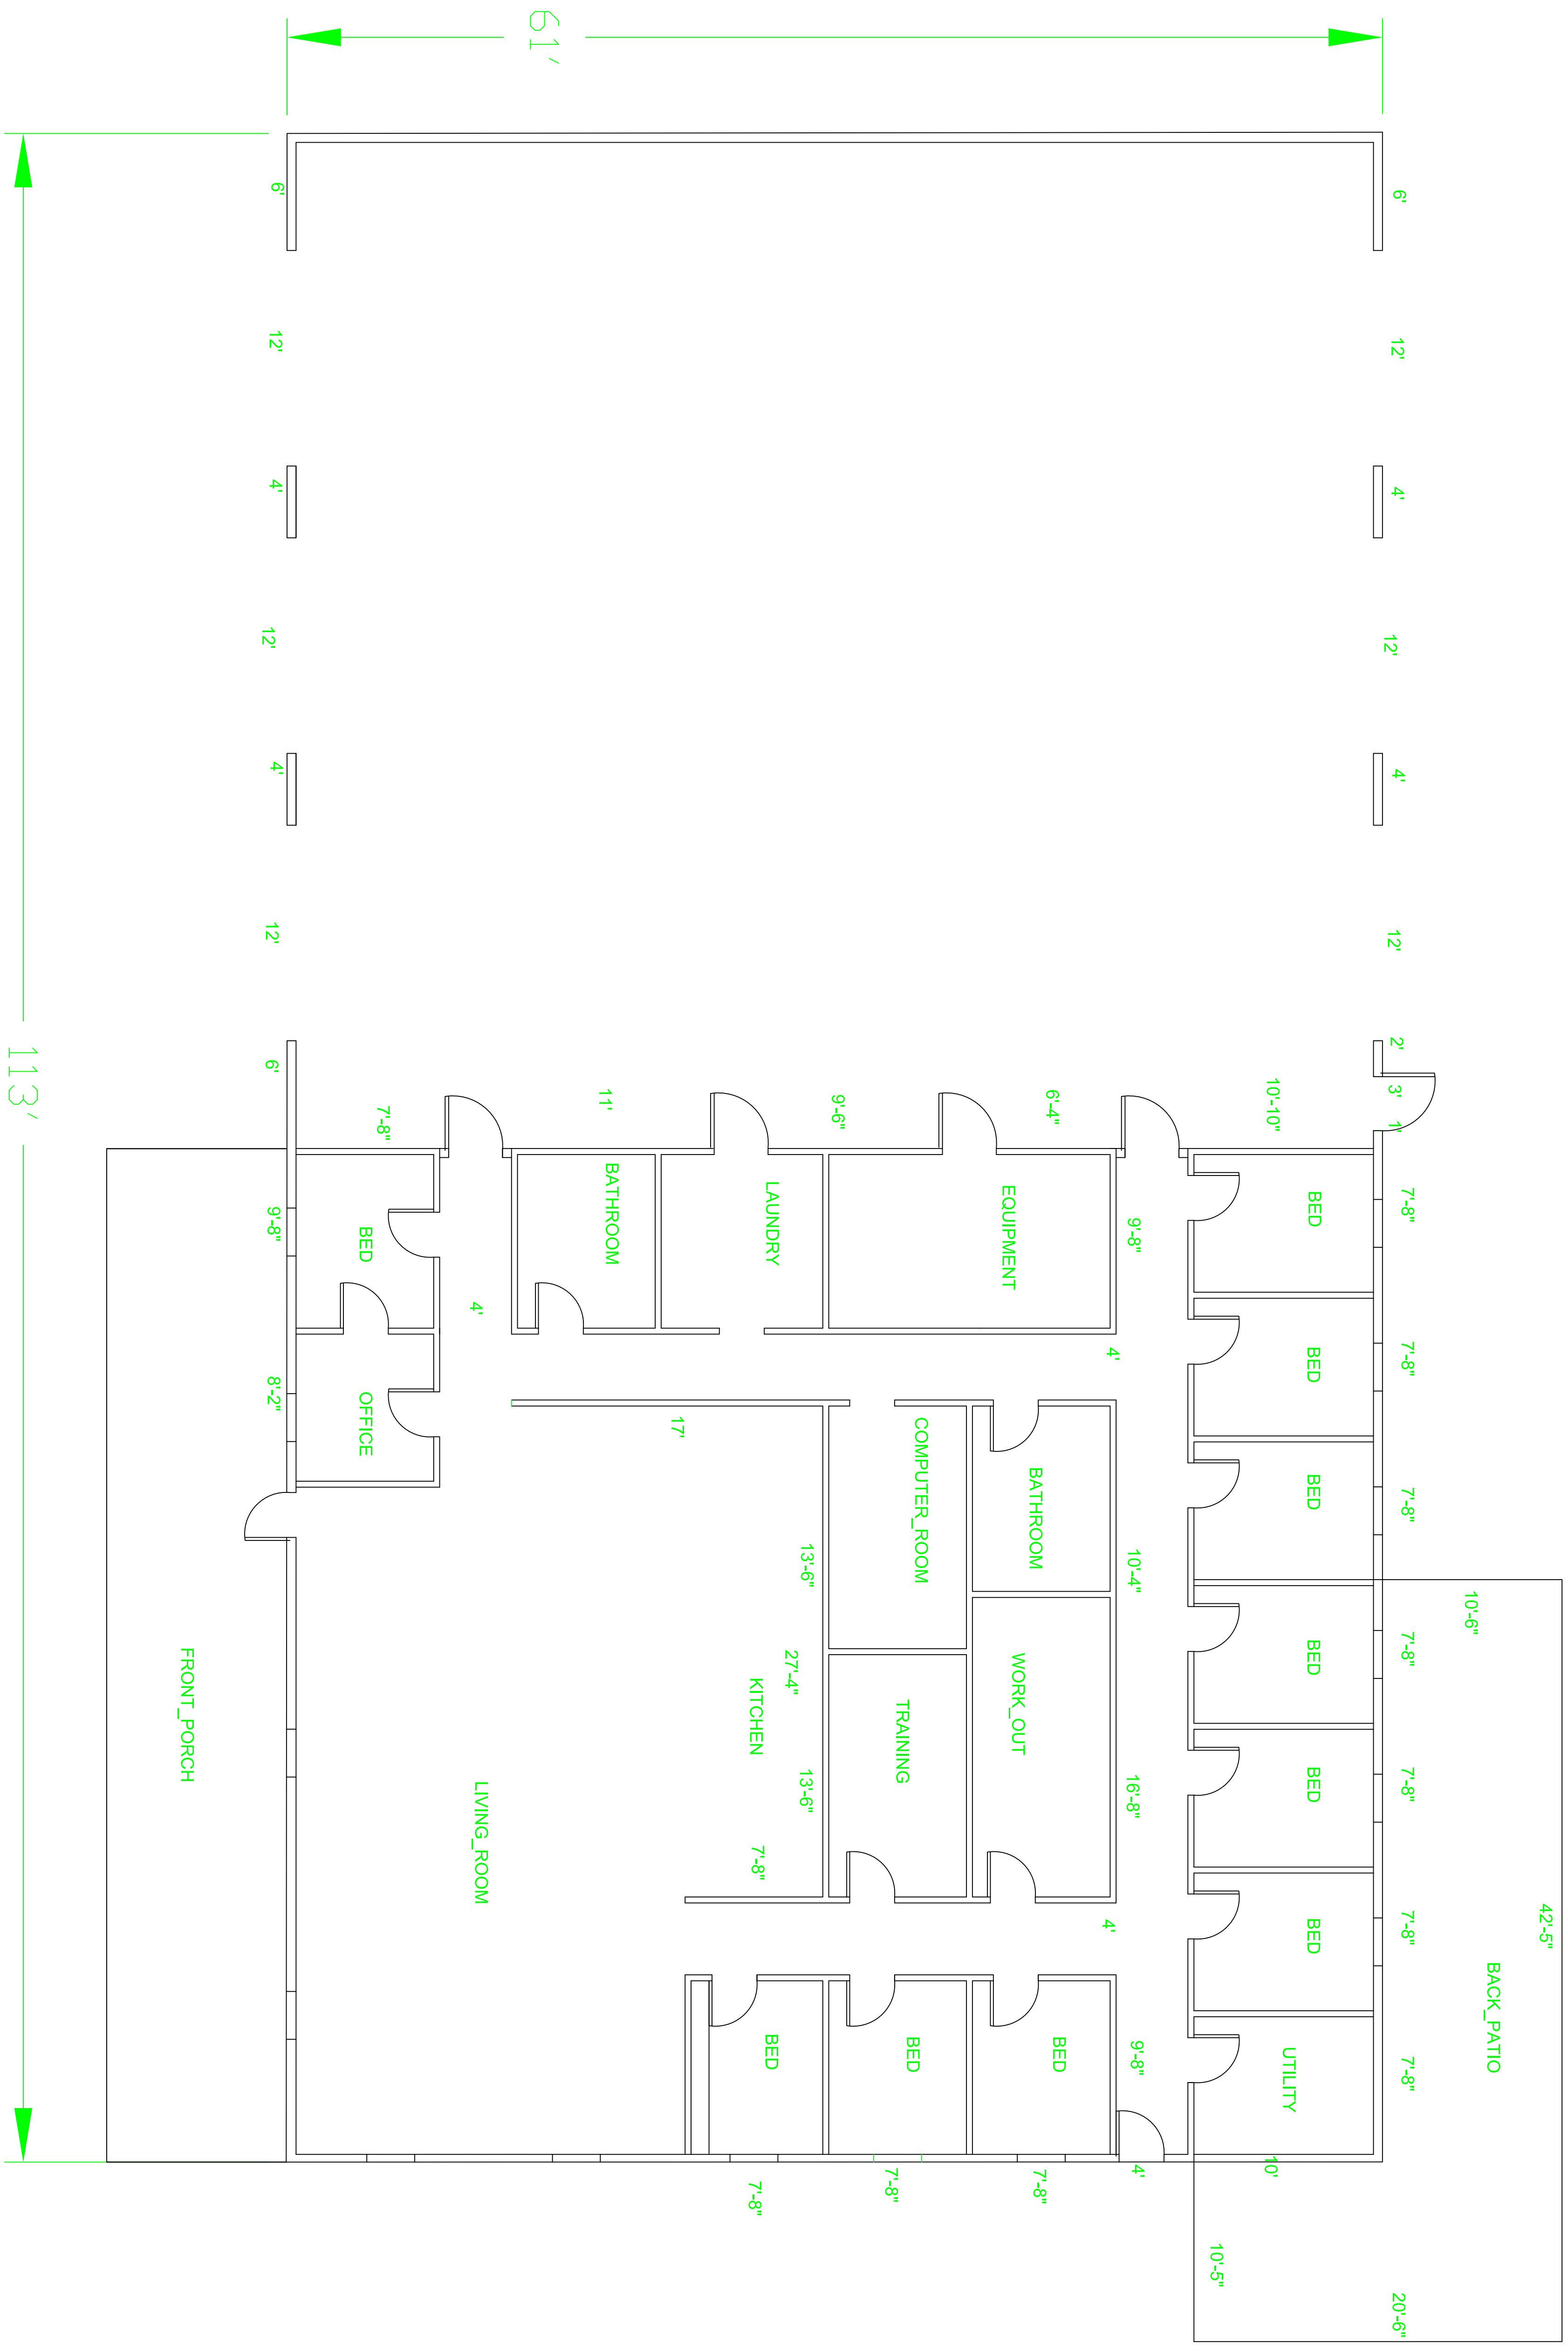 42'-5"
BACK_PATIO
10'-6"
6'
12'
4'
12'
4'
12'
2'
3'
1'
7'-8"
7'-8"
7'-8"
7'-8"
7'-8"
7'-8"
7'-8"
20'-6"
10'-10"
BED
BED
BED
BED
BED
BED
UTILITY
10'
10'-5"
9'-8"
10'-4"
16'-8"
9'-8"
4'
4'
4'
6'-4"
EQUIPMENT
BATHROOM
WORK_OUT
BED
7'-8"
COMPUTER_ROOM
TRAINING
BED
7'-8"
9'-6"
13'-6"
13'-6"
27'-4"
LAUNDRY
KITCHEN
7'-8"
BED
7'-8"
17'
11'
BATHROOM
61'
4'
LIVING_ROOM
7'-8"
BED
OFFICE
6'
12'
4'
12'
4'
12'
6'
9'-8"
8'-2"
FRONT_PORCH
113'